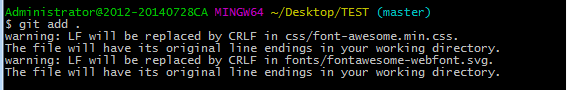 Administrator@2012-20140728CA MINGW64 ~/Desktop/TEST (master)
$ git add .
warning: LF will be replaced by CRLF in css/font-awesome.min.css.
The file will have its original line endings in your working directory.
warning: LF will be replaced by CRLF in fonts/fontawesome-webfont.svg.
The file will have its original line endings in your working directory.